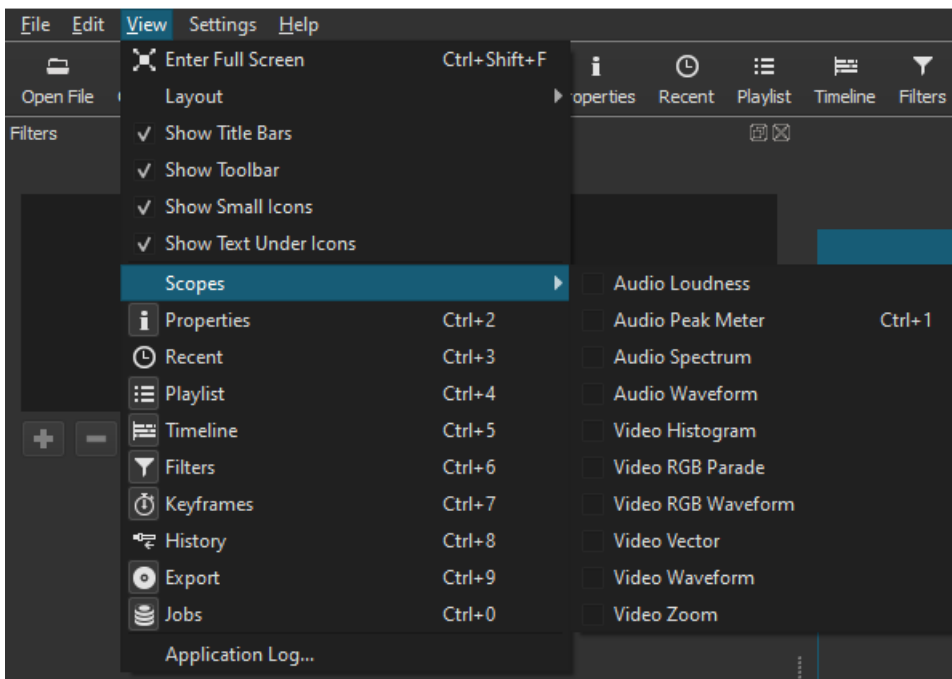 File Edit View Settings Help
Open File
Properties Recent Playlist Timeline Filters
Filters
Enter Full Screen Ctrl+Shift+F
Layout
Show Title Bars
Show Toolbar
Show Small Icons
Show Text Under Icons
Scopes
Properties Ctrl+2
Recent Ctrl+3
Playlist Ctrl+4
Timeline Ctrl+5
Filters Ctrl+6
Keyframes Ctrl+7
History Ctrl+8
Export Ctrl+9
Jobs Ctrl+0
Application Log...
Audio Loudness
Audio Peak Meter Ctrl+1
Audio Spectrum
Audio Waveform
Video Histogram
Video RGB Parade
Video RGB Waveform
Video Vector
Video Waveform
Video Zoom